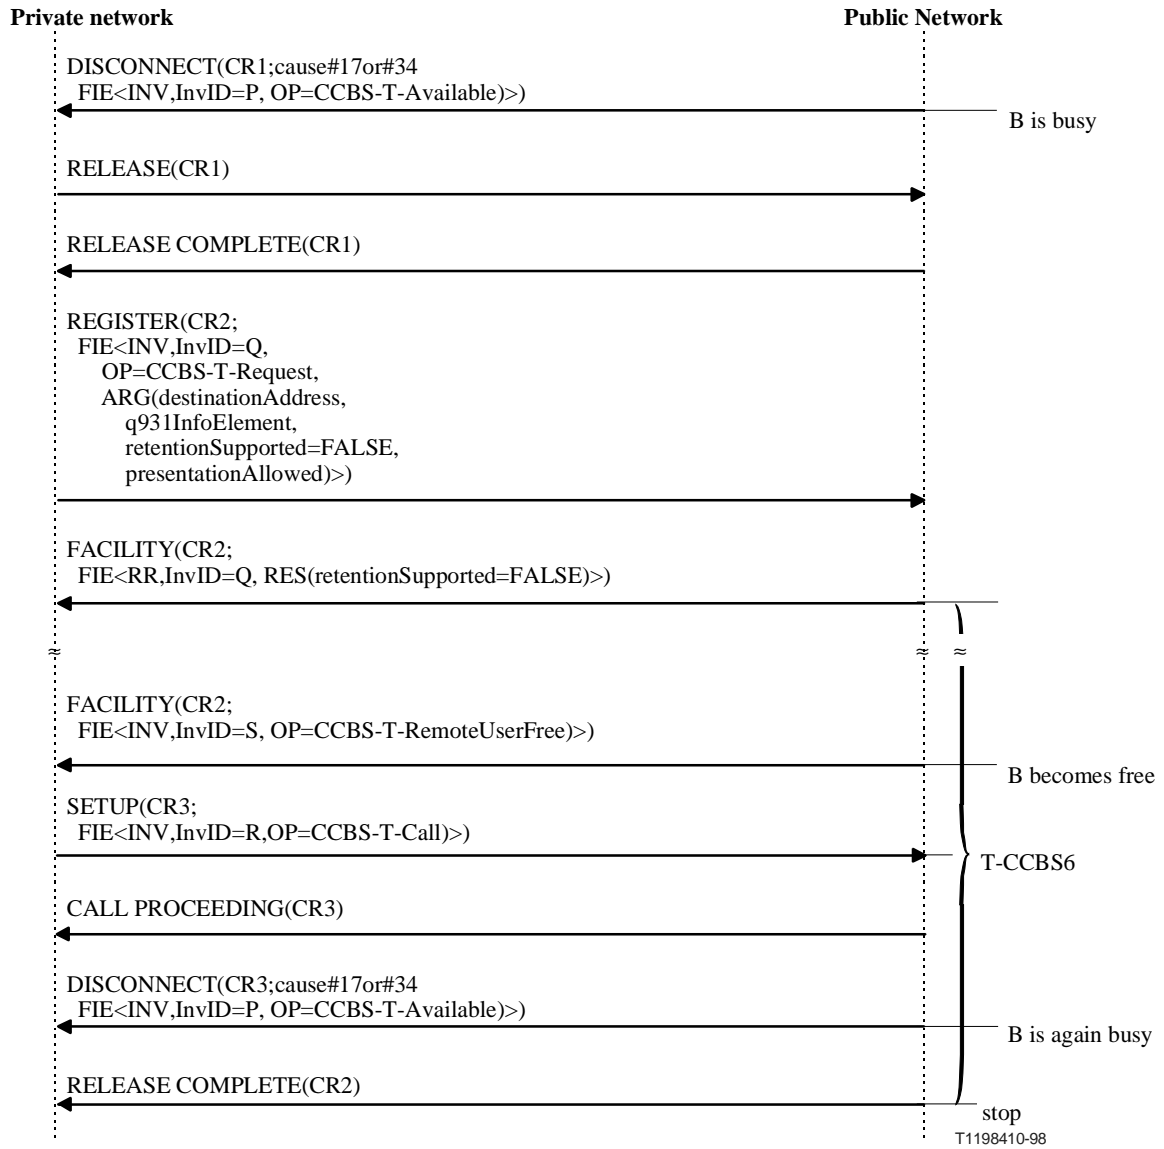 Private network
Public Network
DISCONNECT(CR1;cause#17or#34
FIE<INV,InvID=P, OP=CCBS-T-Available)>)
B is busy
RELEASE(CR1)
RELEASE COMPLETE(CR1)
REGISTER(CR2;
FIE<INV,InvID=Q,
OP=CCBS-T-Request,
ARG(destinationAddress,
q931InfoElement,
retentionSupported=FALSE,
presentationAllowed)>)
FACILITY(CR2;
FIE<RR,InvID=Q, RES(retentionSupported=FALSE)>)
≈ ≈ ≈
FACILITY(CR2;
FIE<INV,InvID=S, OP=CCBS-T-RemoteUserFree)>)
B becomes free
SETUP(CR3;
FIE<INV,InvID=R,OP=CCBS-T-Call)>)
T-CCBS6
CALL PROCEEDING(CR3)
DISCONNECT(CR3;cause#17or#34
FIE<INV,InvID=P, OP=CCBS-T-Available)>)
B is again busy
RELEASE COMPLETE(CR2)
stop
T1198410-98